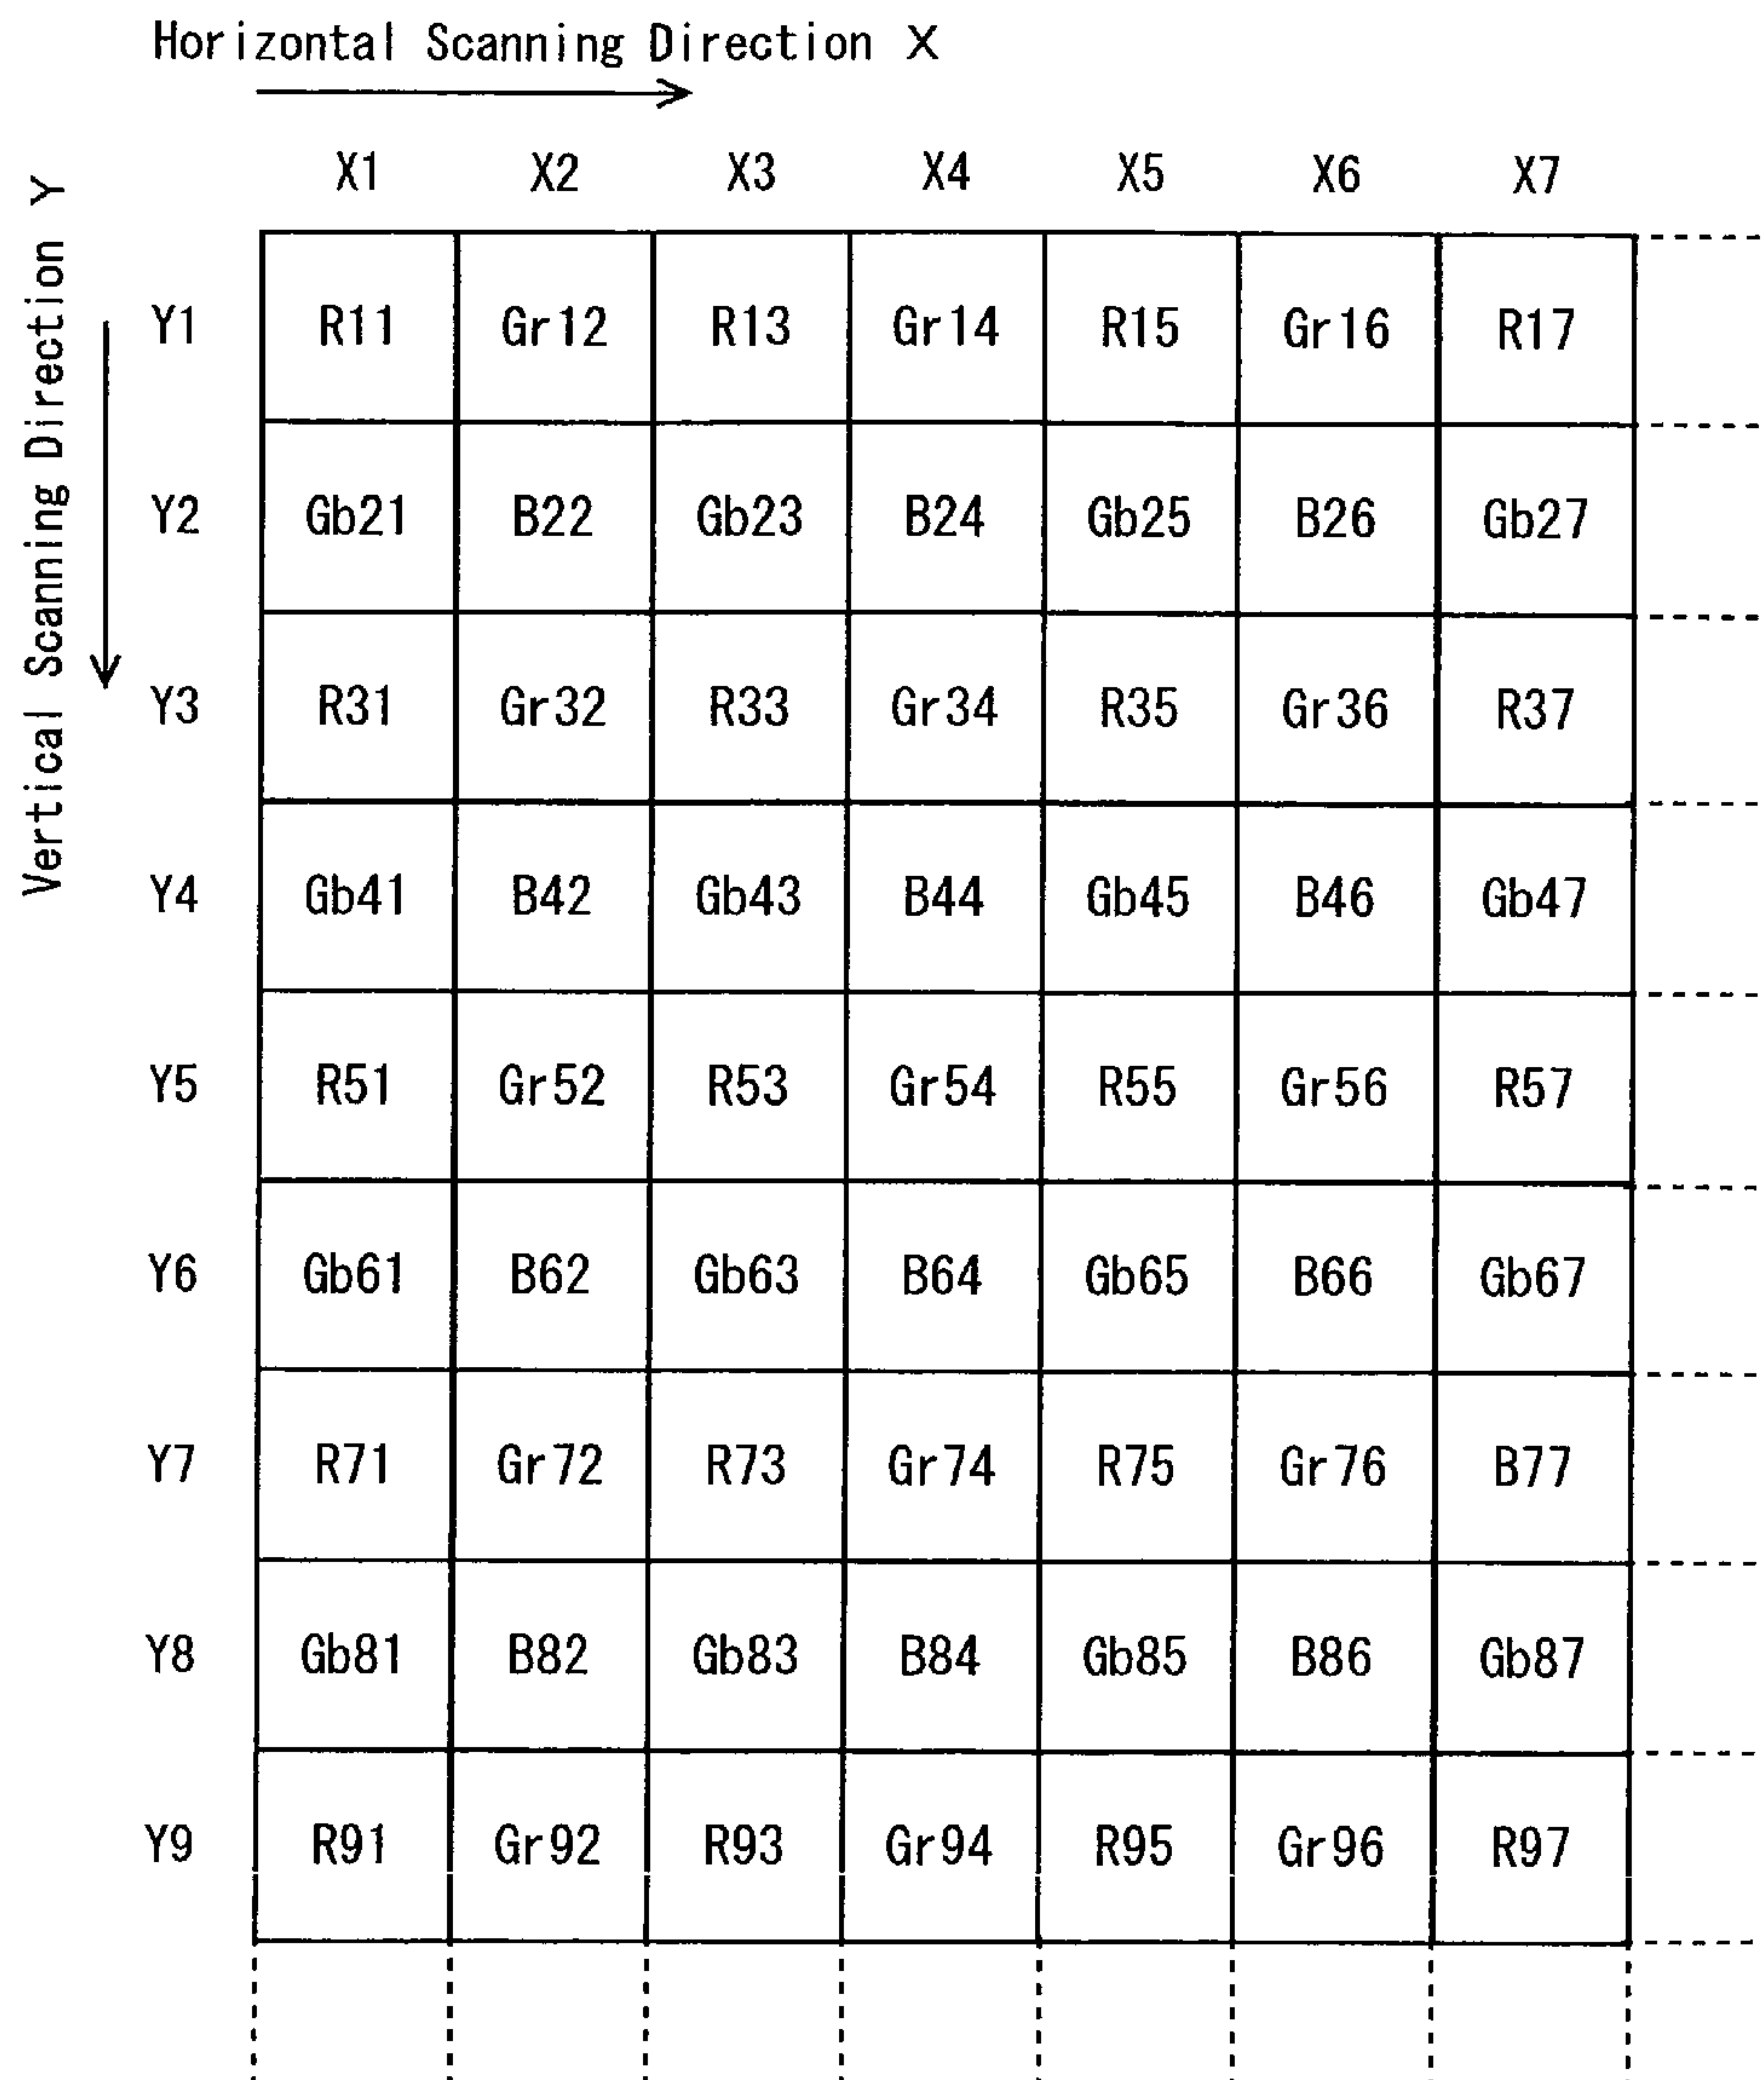 Horizontal Scanning Direction X
X1 X2 X3 X4 X5 X6 X7
Vertical Scanning Direction Y
Y1 R11 Gr12 R13 Gr14 R15 Gr16 R17
Y2 Gb21 B22 Gb23 B24 Gb25 B26 Gb27
Y3 R31 Gr32 R33 Gr34 R35 Gr36 R37
Y4 Gb41 B42 Gb43 B44 Gb45 B46 Gb47
Y5 R51 Gr52 R53 Gr54 R55 Gr56 R57
Y6 Gb61 B62 Gb63 B64 Gb65 B66 Gb67
Y7 R71 Gr72 R73 Gr74 R75 Gr76 B77
Y8 Gb81 B82 Gb83 B84 Gb85 B86 Gb87
Y9 R91 Gr92 R93 Gr94 R95 Gr96 R97